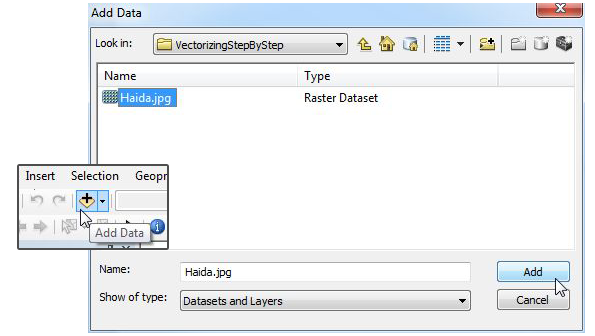 Add Data
Look in: VectorizingStepByStep
Name Type
Haida.jpg Raster Dataset
Insert Selection Geopr
Add Data
Name: Haida.jpg Add
Show of type: Datasets and Layers Cancel